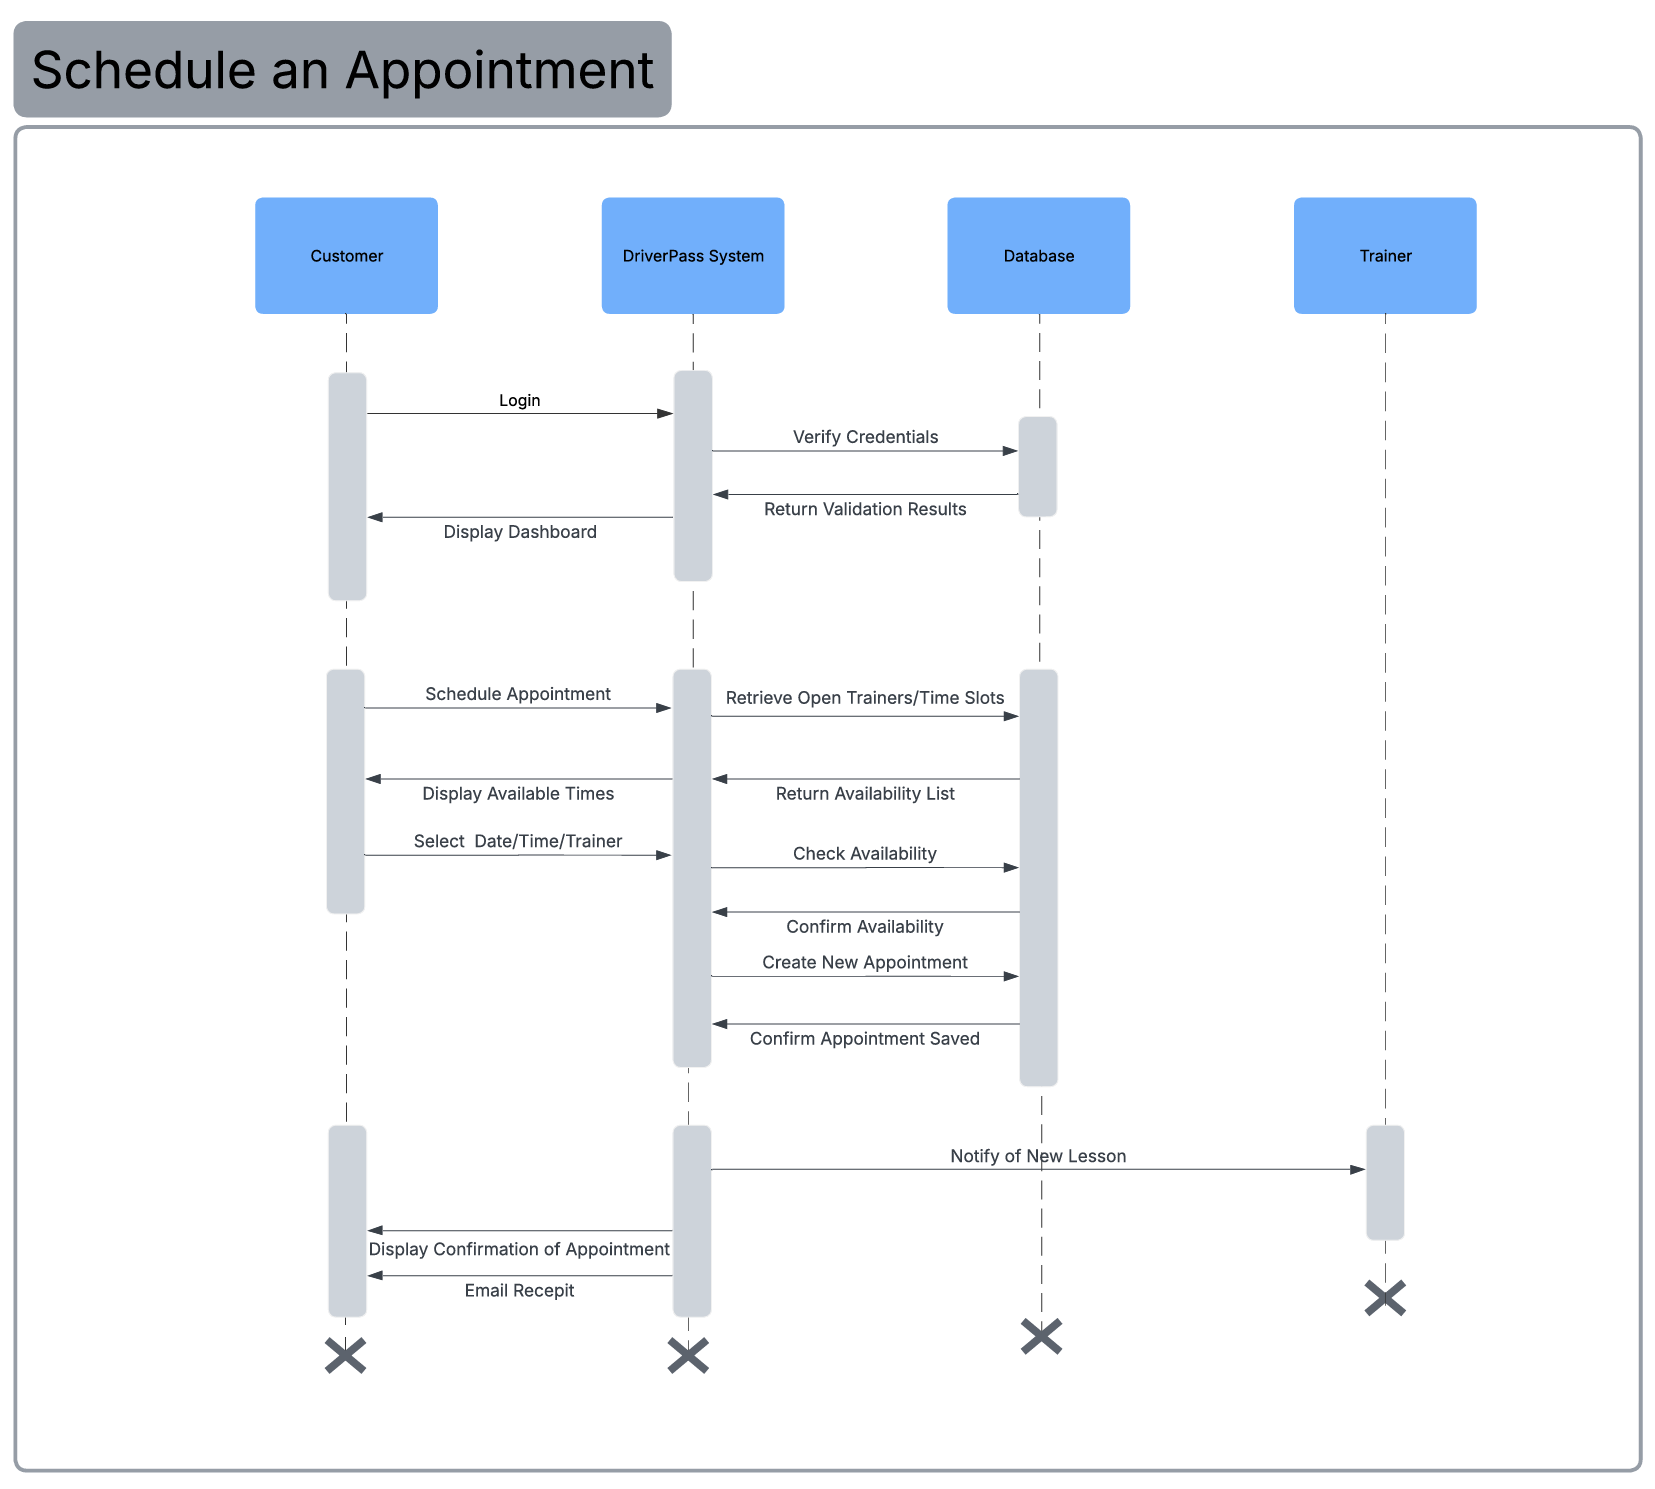 Schedule an Appointment
Customer
DriverPass System
Database
Trainer
Login
Verify Credentials
Return Validation Results
Display Dashboard
Schedule Appointment
Retrieve Open Trainers/Time Slots
Display Available Times
Return Availability List
Select  Date/Time/Trainer
Check Availability
Confirm Availability
Create New Appointment
Confirm Appointment Saved
Notify of New Lesson
Display Confirmation of Appointment
Email Recepit